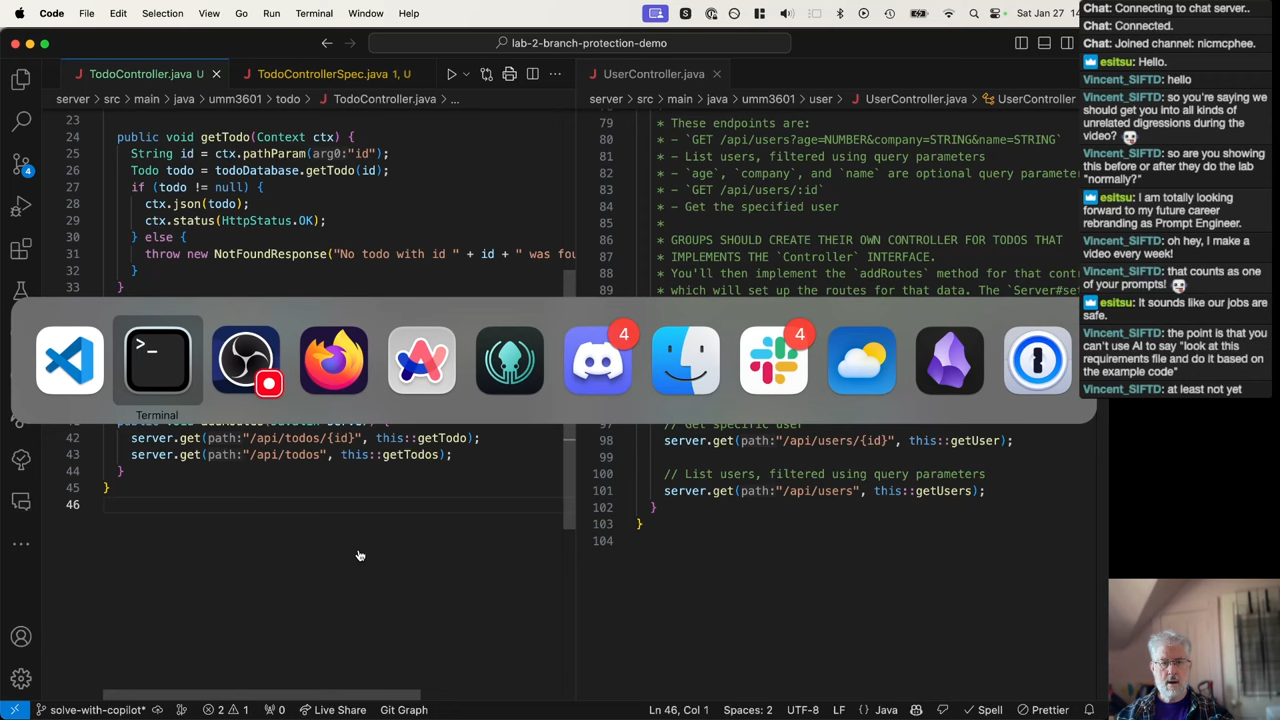 Code File Edit Selection View Go Run Terminal Window Help
Sat Jan 27
lab-2-branch-protection-demo
TodoController.java U
TodoControllerSpec.java 1, U
UserController.java
server > src > main > java > umm3601 > todo > TodoController.java > ...
server > src > main > java > umm3601 > user > UserController.java > UserController
23
24 public void getTodo(Context ctx) {
25 String id = ctx.pathParam(arg0:"id");
26 Todo todo = todoDatabase.getTodo(id);
27 if (todo != null) {
28 ctx.json(todo);
29 ctx.status(HttpStatus.OK);
30 } else {
31 throw new NotFoundResponse("No todo with id " + id + " was fou
32 }
33 }
42 server.get(path:"/api/todos/{id}", this::getTodo);
43 server.get(path:"/api/todos", this::getTodos);
44 }
45 }
46
79 * These endpoints are:
80 * - `GET /api/users?age=NUMBER&company=STRING&name=STRING`
81 * - List users, filtered using query parameters
82 * - `age`, `company`, and `name` are optional query parameter
83 * - `GET /api/users/:id`
84 * - Get the specified user
85 *
86 * GROUPS SHOULD CREATE THEIR OWN CONTROLLER FOR TODOS THAT
87 * IMPLEMENTS THE `Controller` INTERFACE.
88 * You'll then implement the `addRoutes` method for that contr
89 * which will set up the routes for that data. The `Server#set
97 // Get specific user
98 server.get(path:"/api/users/{id}", this::getUser);
99
100 // List users, filtered using query parameters
101 server.get(path:"/api/users", this::getUsers);
102 }
103 }
104
4
4
4
Terminal
Chat: Connecting to chat server..
Chat: Connected.
Chat: Joined channel: nicmcphee.
esitsu: Hello.
Vincent_SIFTD: hello
Vincent_SIFTD: so you're saying we
should get you into all kinds of
unrelated digressions during the
video?
Vincent_SIFTD: so are you showing
this before or after they do the lab
"normally?"
esitsu: I am totally looking
forward to my future career
rebranding as Prompt Engineer.
Vincent_SIFTD: oh hey, I make a
video every week!
Vincent_SIFTD: that counts as one
of your prompts!
esitsu: It sounds like our jobs are
safe.
Vincent_SIFTD: the point is that you
can't use AI to say "look at this
requirements file and do it based on
the example code"
Vincent_SIFTD: at least not yet
solve-with-copilot* 2 1 0 Live Share Git Graph
Ln 46, Col 1 Spaces: 2 UTF-8 LF {} Java Spell Prettier